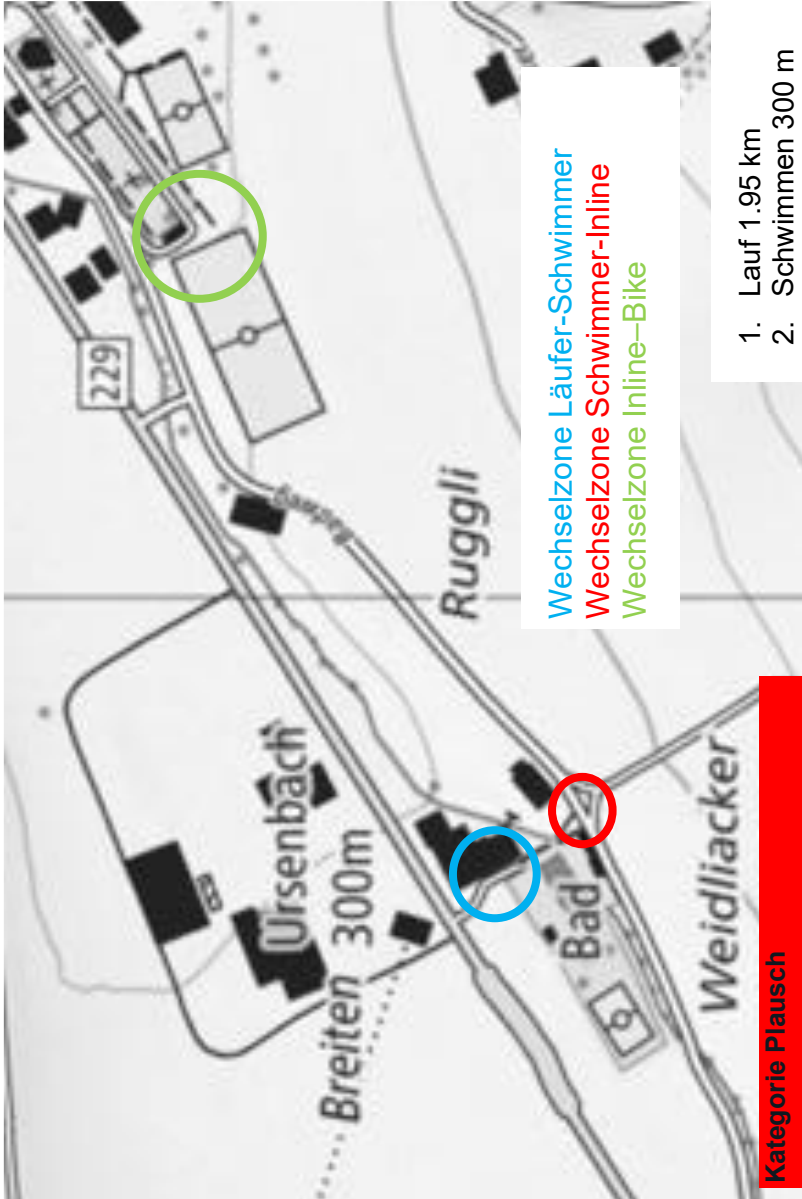 229
Badweg
Ruggli
Ursenbach
Breiten 300m
Bad
Weidliacker
Wechselzone Läufer-Schwimmer
Wechselzone Schwimmer-Inline
Wechselzone Inline–Bike
1. Lauf 1.95 km
2. Schwimmen 300 m
Kategorie Plausch